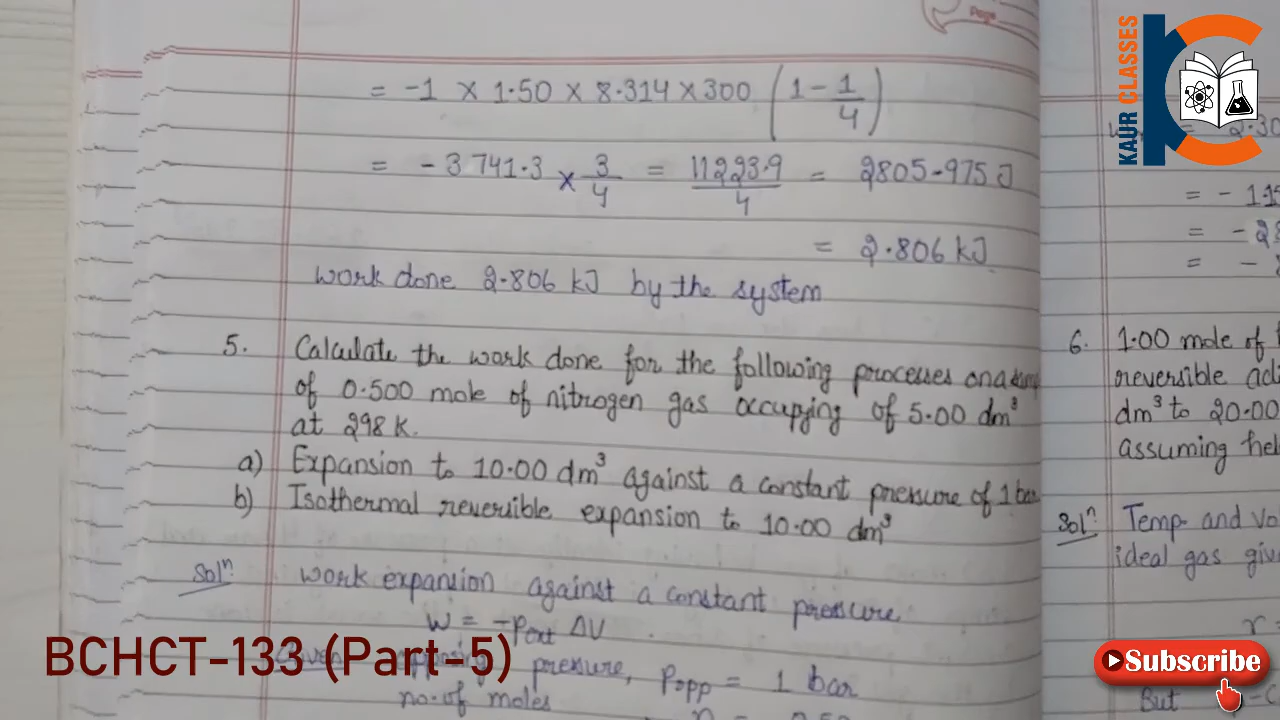 Page
= -1 × 1.50 × 8.314 × 300 (1 - 1/4)
= - 3741.3 × 3/4 = 11223.9/4 = 2805.975 J
= 2.806 kJ
work done 2.806 kJ by the system
5. Calculate the work done for the following processes on a
of 0.500 mole of nitrogen gas occupying of 5.00 dm³
at 298 K.
a) Expansion to 10.00 dm³ against a constant pressure of 1 bar
b) Isothermal reversible expansion to 10.00 dm³
Solⁿ work expansion against a constant pressure
W = -Pext ΔV
Given opposing pressure, Popp = 1 bar
no. of moles
= - 
= - 
= -
6. 1.00 mole of
reversible
dm³ to 20.00
assuming
Solⁿ Temp. and
ideal gas
But
KAUR CLASSES
BCHCT-133 (Part-5)
Subscribe